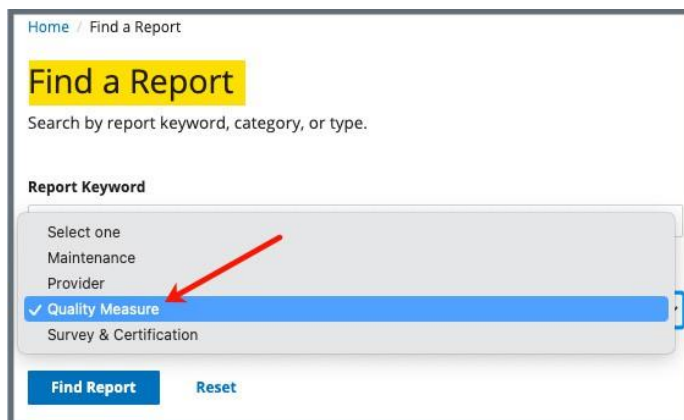 Home / Find a Report
Find a Report
Search by report keyword, category, or type.
Report Keyword
Select one
Maintenance
Provider
✓ Quality Measure
Survey & Certification
Find Report Reset